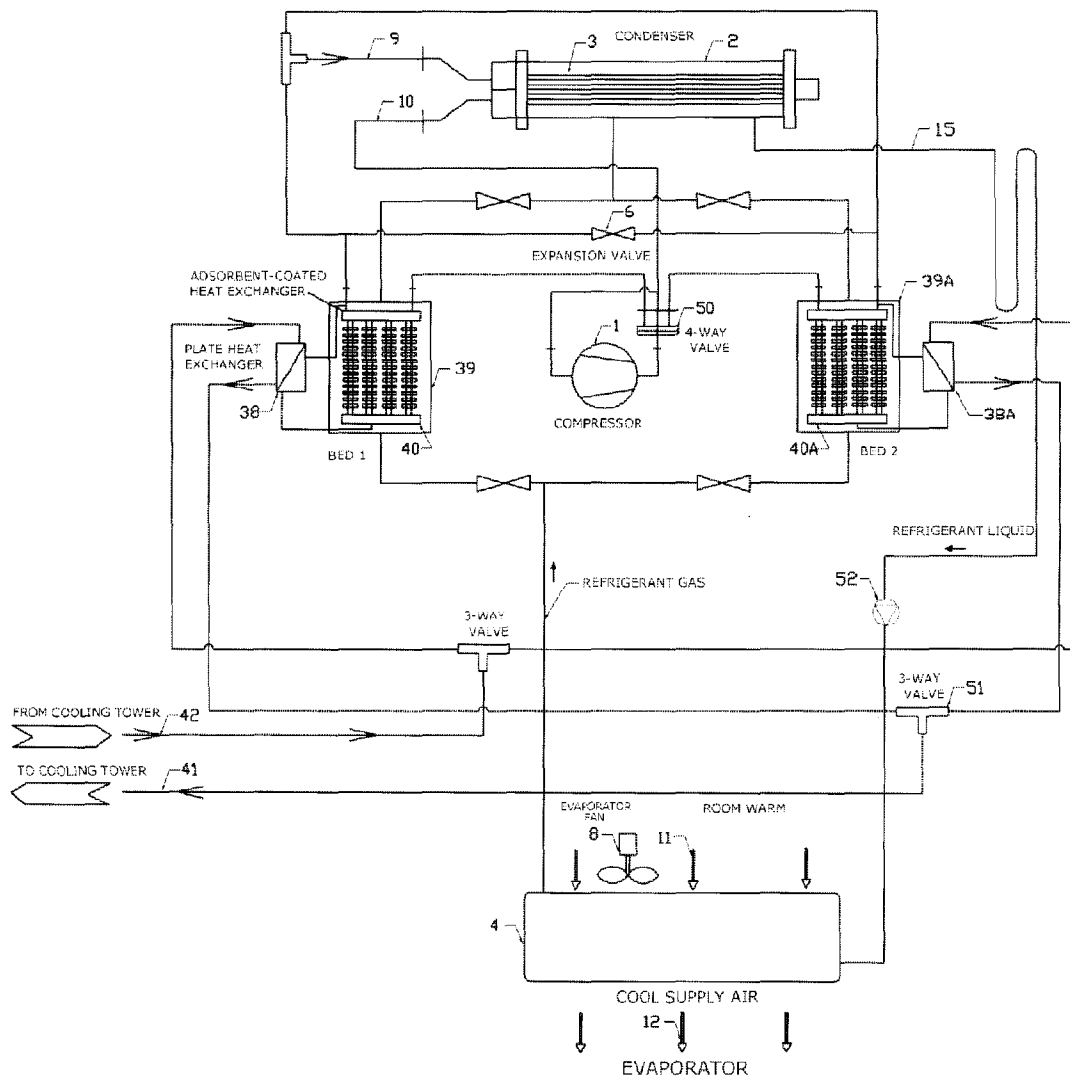 9
3
CONDENSER
2
10
15
6
EXPANSION VALVE
ADSORBENT-COATED
HEAT EXCHANGER
39A
50
4-WAY
VALVE
1
PLATE HEAT
EXCHANGER
39
38
COMPRESSOR
38A
40
40A
BED 1
BED 2
REFRIGERANT LIQUID
52
REFRIGERANT GAS
3-WAY
VALVE
3-WAY
VALVE
51
FROM COOLING TOWER
42
TO COOLING TOWER
41
EVAPORATOR
FAN
8
11
ROOM WARM
4
COOL SUPPLY AIR
12
EVAPORATOR